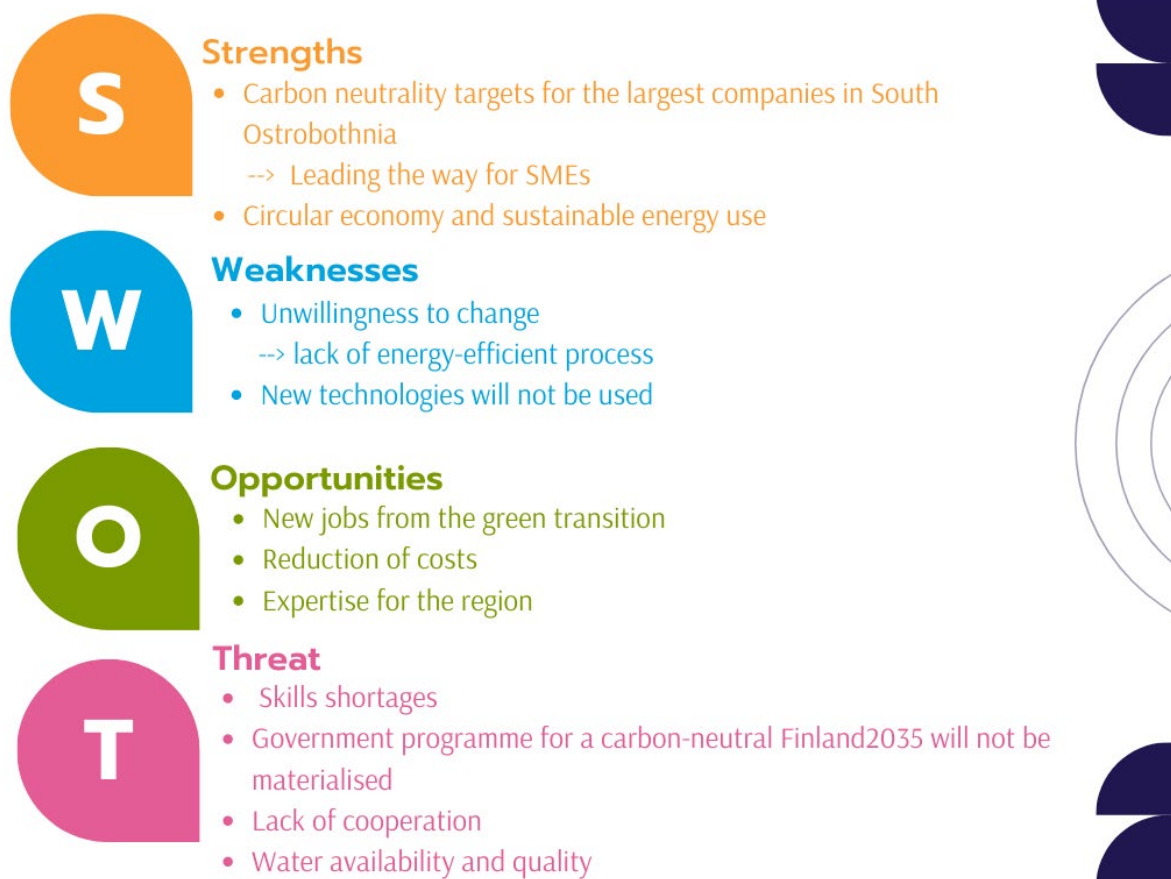 S
Strengths
• Carbon neutrality targets for the largest companies in South
Ostrobothnia
--> Leading the way for SMEs
• Circular economy and sustainable energy use
W
Weaknesses
• Unwillingness to change
--> lack of energy-efficient process
• New technologies will not be used
O
Opportunities
• New jobs from the green transition
• Reduction of costs
• Expertise for the region
T
Threat
• Skills shortages
• Government programme for a carbon-neutral Finland2035 will not be
materialised
• Lack of cooperation
• Water availability and quality